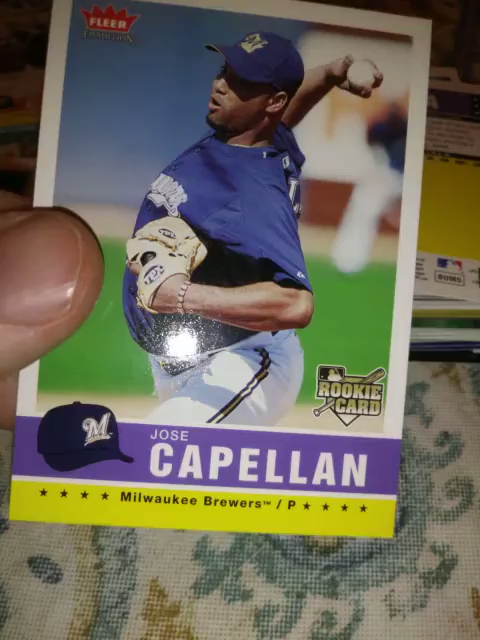 FLEER
TRADITION
ROOKIE
CARD
M
JOSE
CAPELLAN
★ ★ ★ ★ Milwaukee Brewers™ / P ★ ★ ★ ★